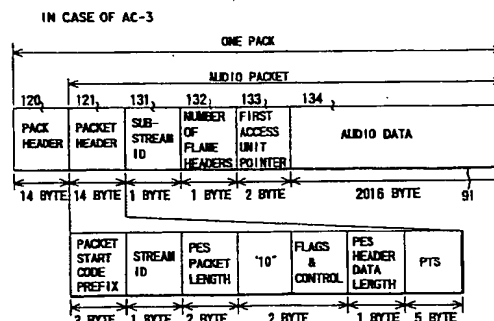 IN CASE OF AC-3
ONE PACK
AUDIO PACKET
120 121 131 132 133 134
PACK HEADER
PACKET HEADER
SUB-STREAM ID
NUMBER OF FLAME HEADERS
FIRST ACCESS UNIT POINTER
AUDIO DATA
14 BYTE 14 BYTE 1 BYTE 1 BYTE 2 BYTE 2016 BYTE 91
PACKET START CODE PREFIX
STREAM ID
PES PACKET LENGTH
"10"
FLAGS & CONTROL
PES HEADER DATA LENGTH
PTS
3 BYTE 1 BYTE 2 BYTE 2 BYTE 1 BYTE 5 BYTE